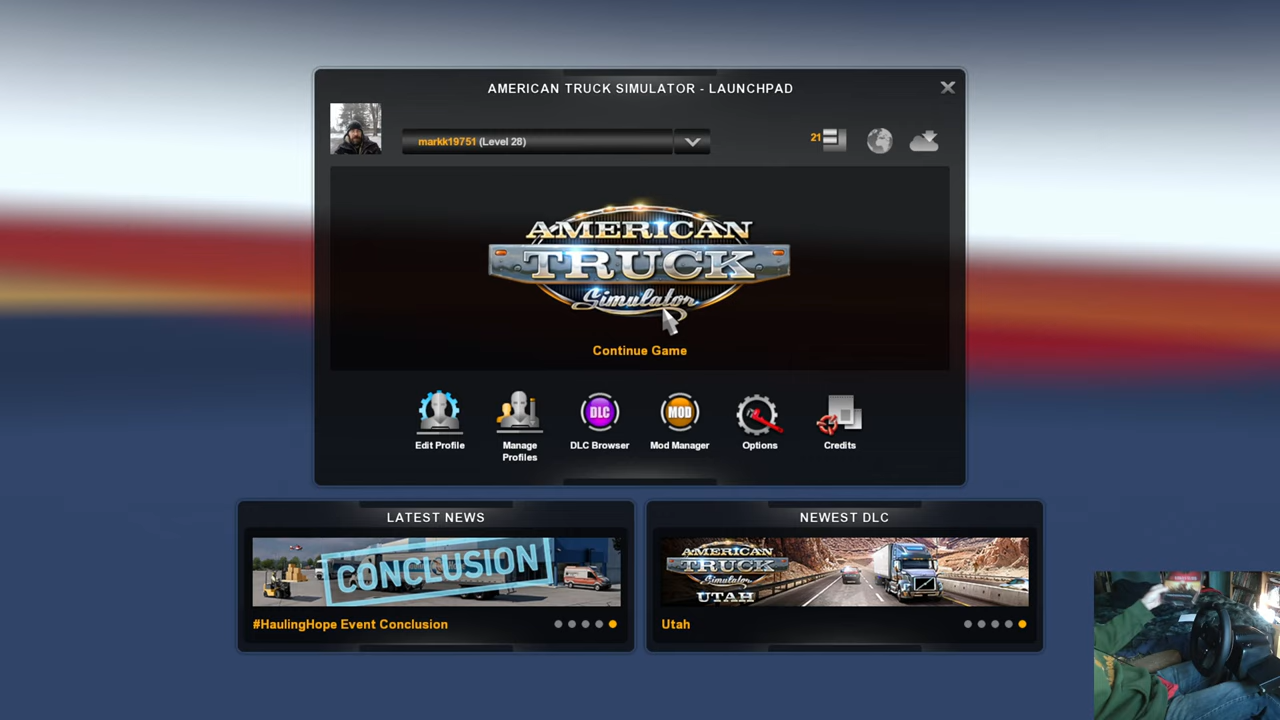 AMERICAN TRUCK SIMULATOR - LAUNCHPAD
markk19751 (Level 28)
21
AMERICAN
TRUCK
Simulator
Continue Game
DLC
MOD
Edit Profile
Manage
Profiles
DLC Browser
Mod Manager
Options
Credits
LATEST NEWS
CONCLUSION
#HaulingHope Event Conclusion
NEWEST DLC
AMERICAN
TRUCK
Simulator
UTAH
Utah